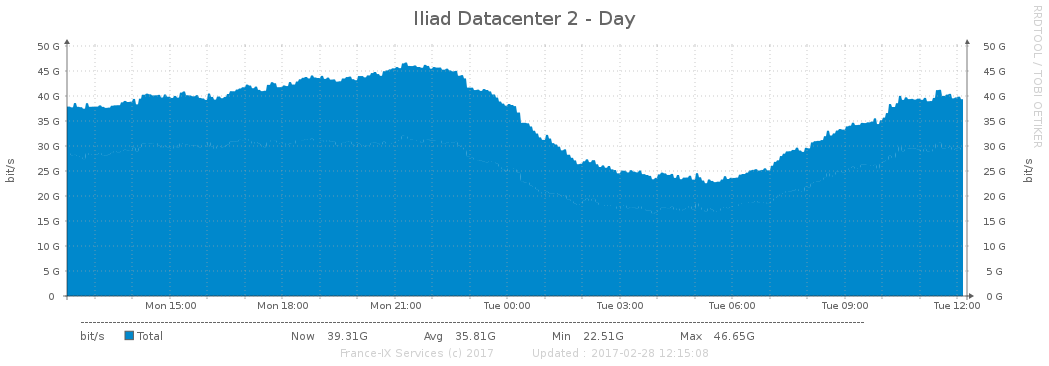 Iliad Datacenter 2 - Day
RRDTOOL / TOBI OETIKER
50 G 50 G
45 G 45 G
40 G 40 G
35 G 35 G
30 G 30 G
25 G 25 G
20 G 20 G
15 G 15 G
10 G 10 G
5 G 5 G
0 0 G
bit/s bit/s
Mon 15:00 Mon 18:00 Mon 21:00 Tue 00:00 Tue 03:00 Tue 06:00 Tue 09:00 Tue 12:00
bit/s Total Now 39.31G Avg 35.81G Min 22.51G Max 46.65G
France-IX Services (c) 2017 Updated : 2017-02-28 12:15:08